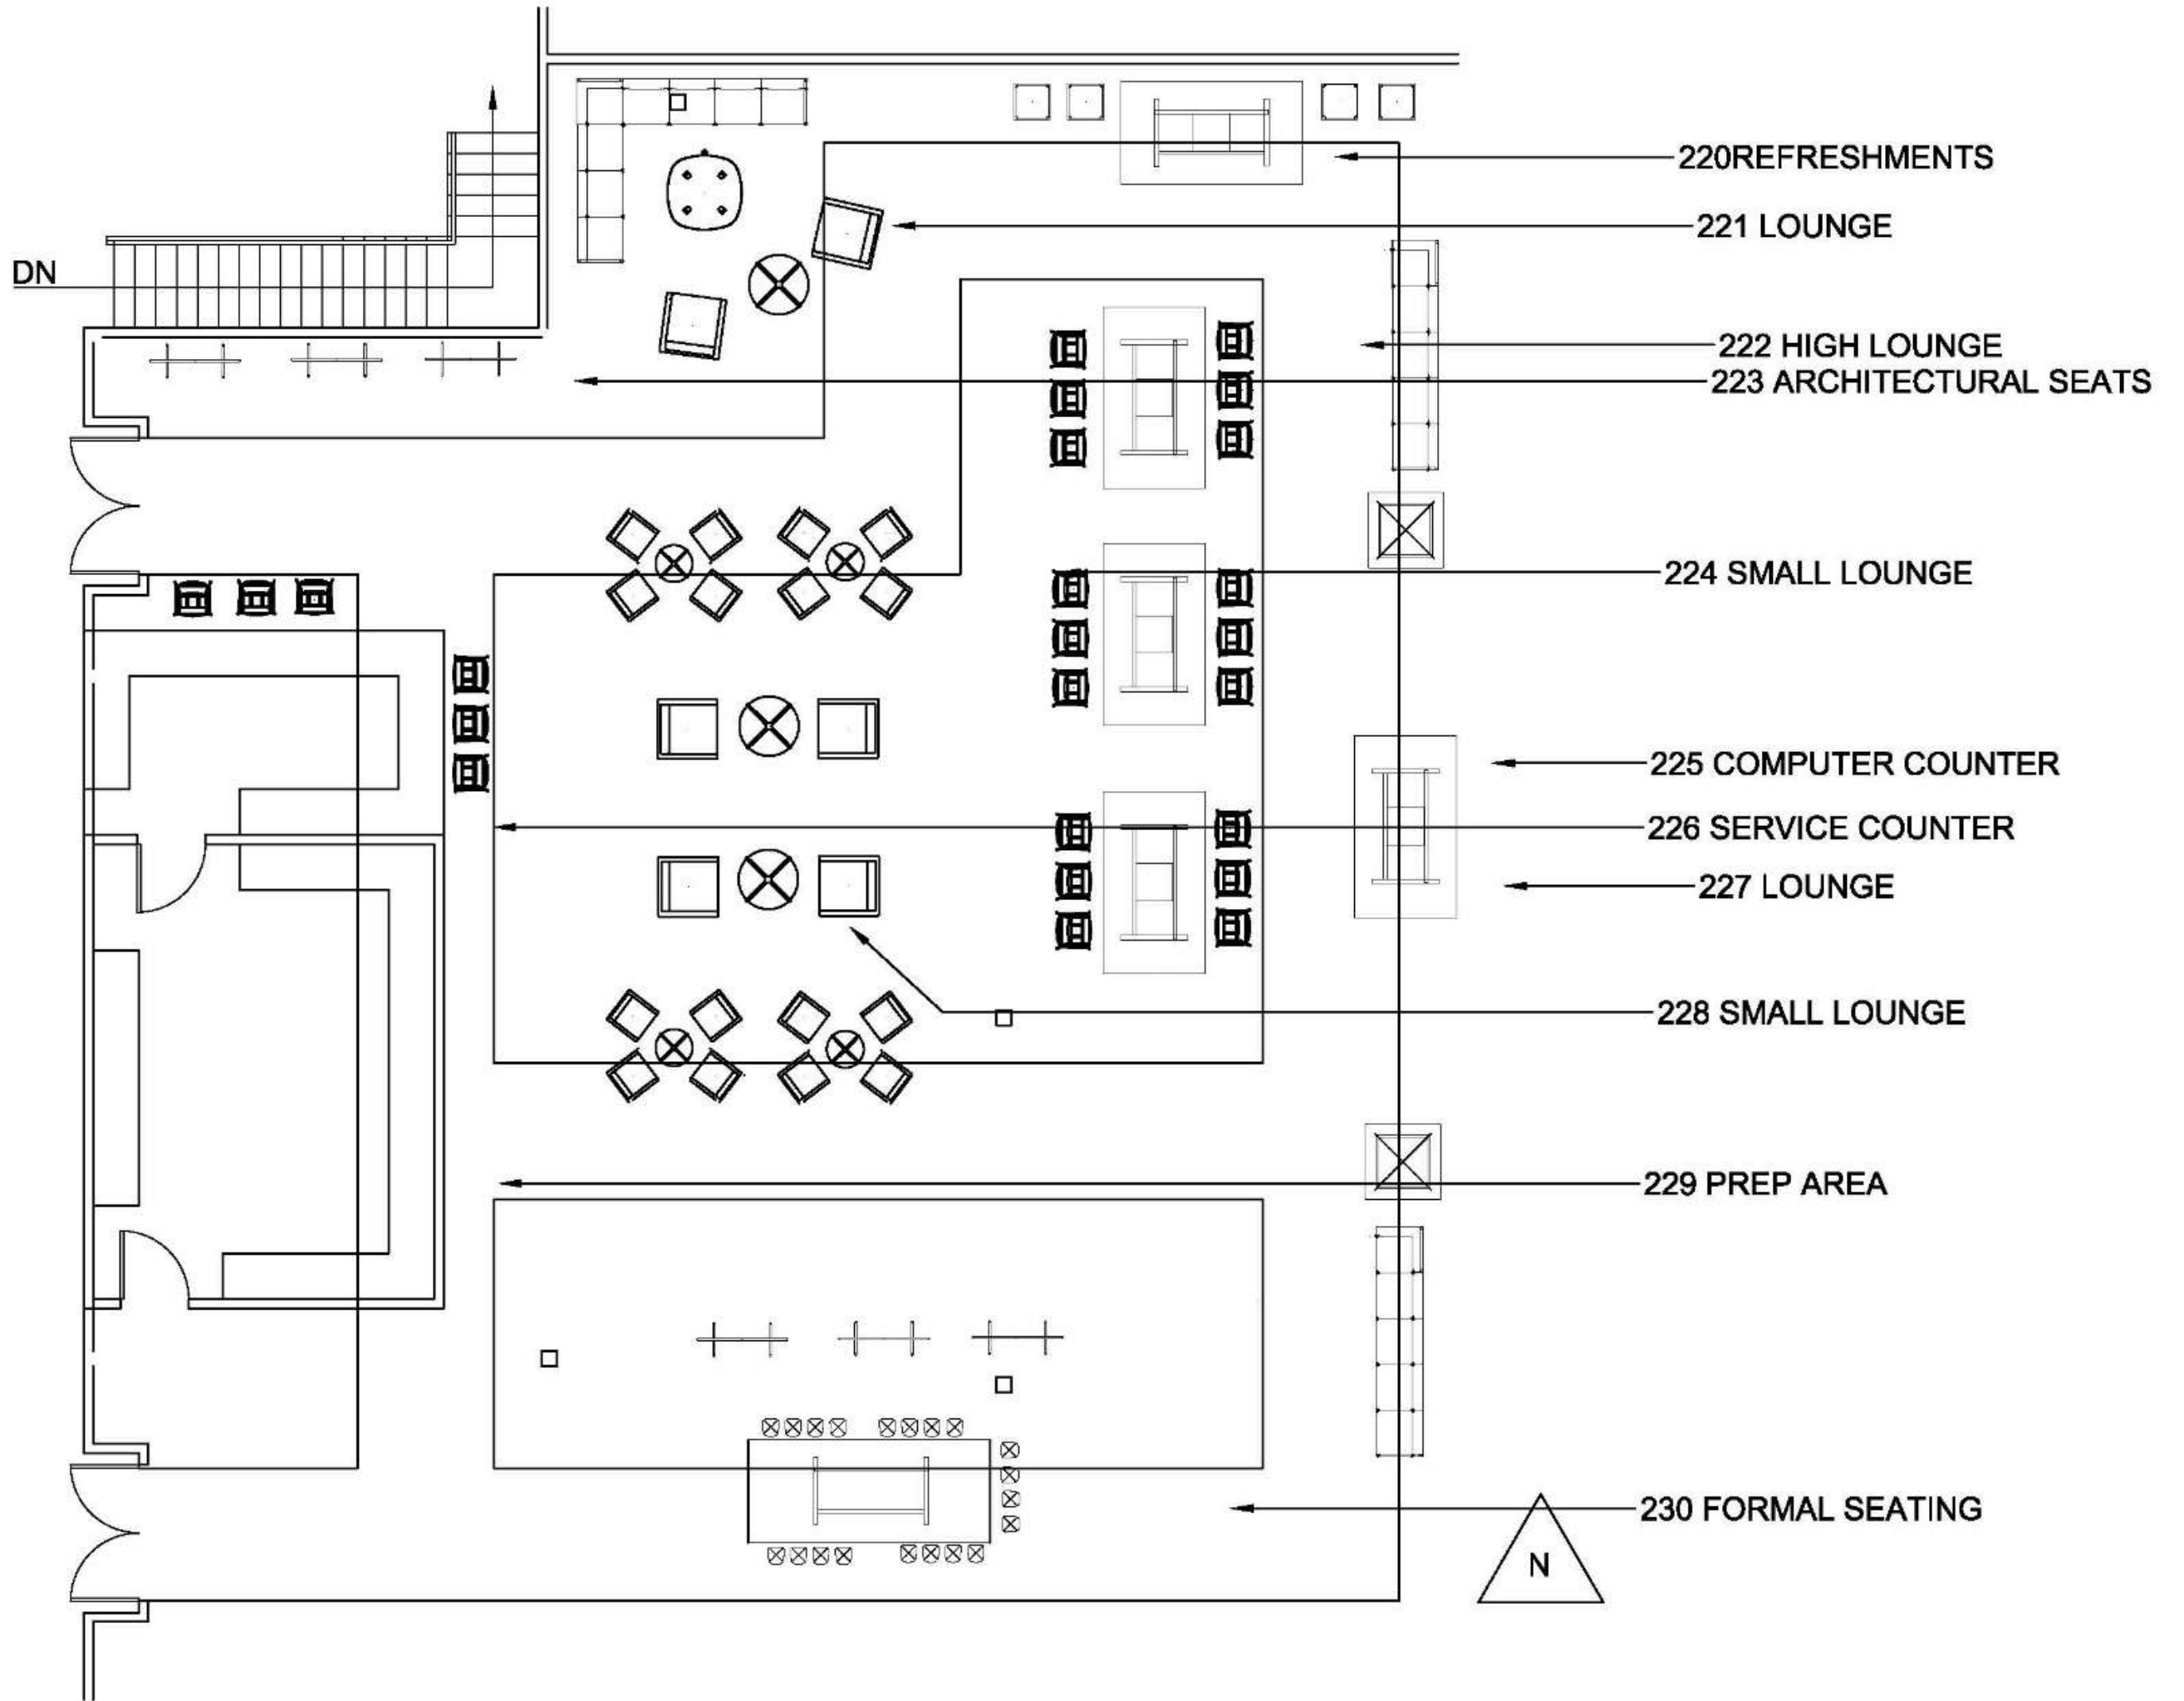 220REFRESHMENTS
221 LOUNGE
DN
222 HIGH LOUNGE
223 ARCHITECTURAL SEATS
224 SMALL LOUNGE
225 COMPUTER COUNTER
226 SERVICE COUNTER
227 LOUNGE
228 SMALL LOUNGE
229 PREP AREA
230 FORMAL SEATING
N